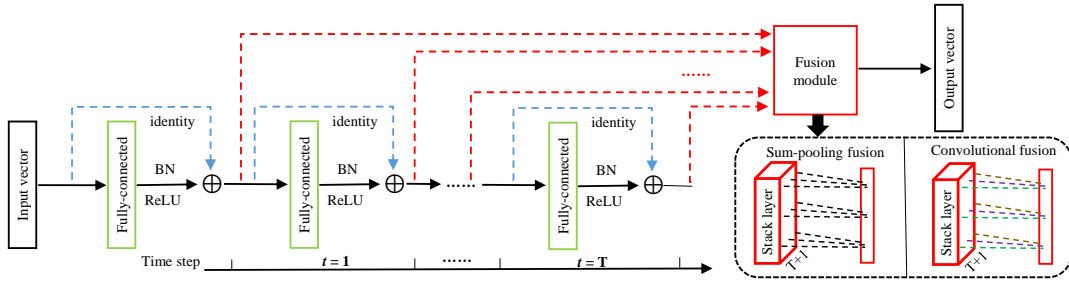 Input vector
Fully-connected
identity
BN
ReLU
Fully-connected
identity
BN
ReLU
......
......
Fully-connected
identity
BN
ReLU
Fusion
module
Output vector
Sum-pooling fusion
Stack layer
T+1
Convolutional fusion
Stack layer
T+1
Time step
t = 1
......
t = T